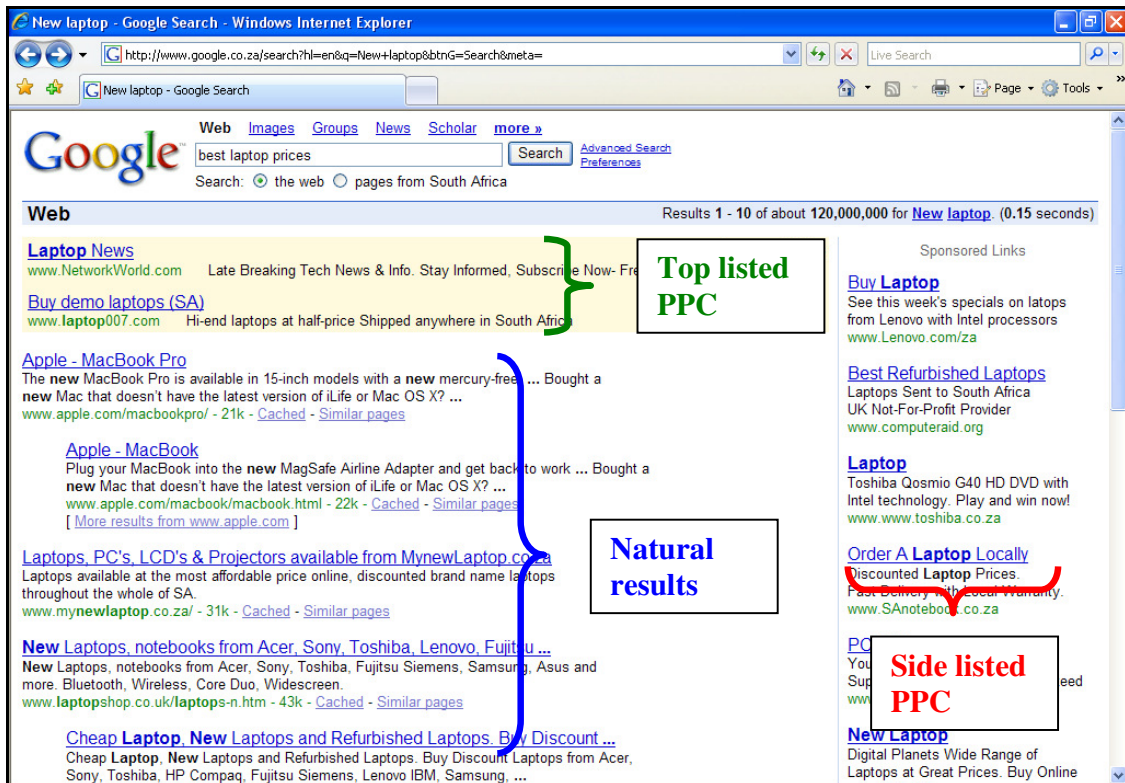 New laptop - Google Search - Windows Internet Explorer
http://www.google.co.za/search?hl=en&q=New+laptop&btnG=Search&meta=
Live Search
New laptop - Google Search
Page Tools »
Web Images Groups News Scholar more »
Google™
best laptop prices Search Advanced Search
Preferences
Search: the web pages from South Africa
Web Results 1 - 10 of about 120,000,000 for New laptop. (0.15 seconds)
Laptop News
www.NetworkWorld.com Late Breaking Tech News & Info. Stay Informed, Subscribe Now- Fre
Buy demo laptops (SA)
www.laptop007.com Hi-end laptops at half-price Shipped anywhere in South Africa
Top listed
PPC
Apple - MacBook Pro
The new MacBook Pro is available in 15-inch models with a new mercury-free, ... Bought a
new Mac that doesn't have the latest version of iLife or Mac OS X? ...
www.apple.com/macbookpro/ - 21k - Cached - Similar pages
Apple - MacBook
Plug your MacBook into the new MagSafe Airline Adapter and get back to work ... Bought a
new Mac that doesn't have the latest version of iLife or Mac OS X? ...
www.apple.com/macbook/macbook.html - 22k - Cached - Similar pages
[ More results from www.apple.com ]
Laptops, PC's, LCD's & Projectors available from MynewLaptop.co.za
Laptops available at the most affordable price online, discounted brand name laptops
throughout the whole of SA.
www.mynewlaptop.co.za/ - 31k - Cached - Similar pages
New Laptops, notebooks from Acer, Sony, Toshiba, Lenovo, Fujitsu ...
New Laptops, notebooks from Acer, Sony, Toshiba, Fujitsu Siemens, Samsung, Asus and
more. Bluetooth, Wireless, Core Duo, Widescreen.
www.laptopshop.co.uk/laptops-n.htm - 43k - Cached - Similar pages
Cheap Laptop, New Laptops and Refurbished Laptops. Buy Discount ...
Cheap Laptop, New Laptops and Refurbished Laptops. Buy Discount Laptops from Acer,
Sony, Toshiba, HP Compaq, Fujitsu Siemens, Lenovo IBM, Samsung, ...
Natural
results
Sponsored Links
Buy Laptop
See this week's specials on latops
from Lenovo with Intel processors
www.Lenovo.com/za
Best Refurbished Laptops
Laptops Sent to South Africa
UK Not-For-Profit Provider
www.computeraid.org
Laptop
Toshiba Qosmio G40 HD DVD with
Intel technology. Play and win now!
www.www.toshiba.co.za
Order A Laptop Locally
Discounted Laptop Prices.
Fast Delivery with Local Warranty.
www.SAnotebook.co.za
PC
You
Sup eed
www
Side listed
PPC
New Laptop
Digital Planets Wide Range of
Laptops at Great Prices. Buy Online